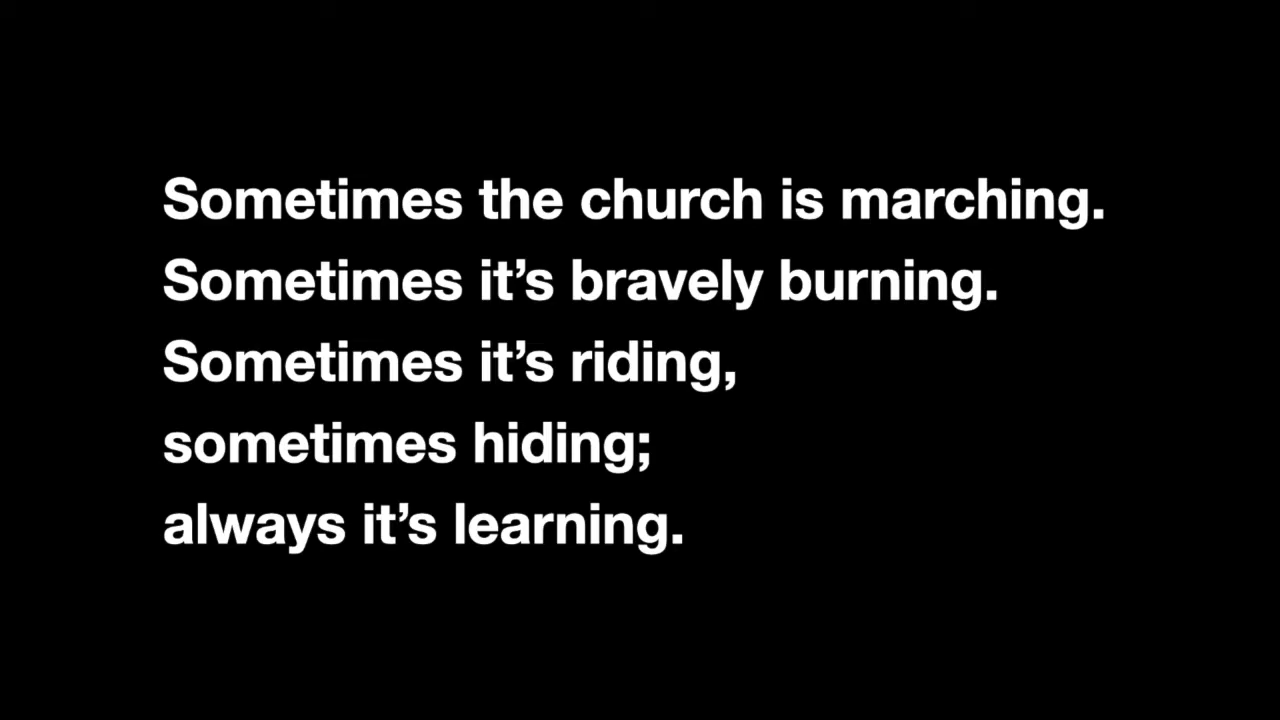 Sometimes the church is marching.
Sometimes it’s bravely burning.
Sometimes it’s riding,
sometimes hiding;
always it’s learning.